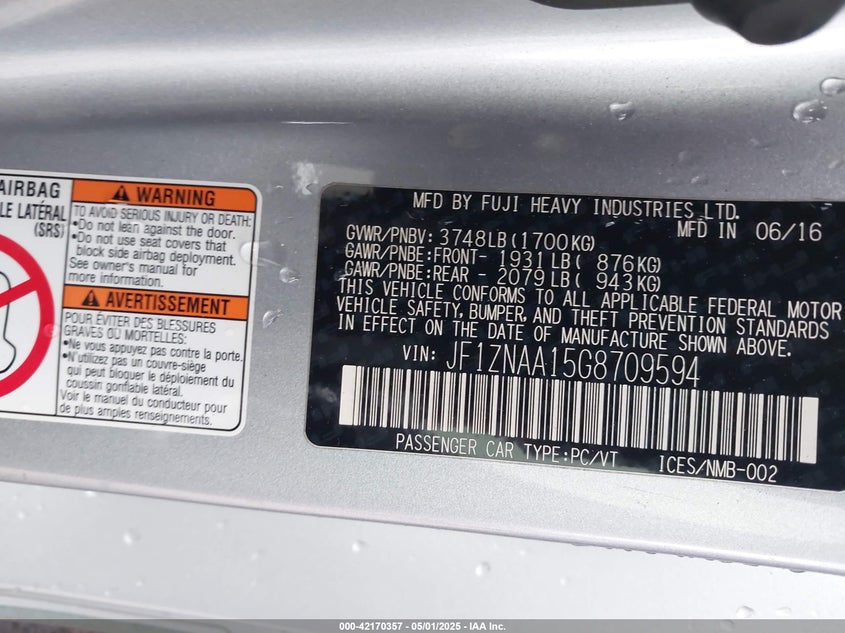 AIRBAG
LE LATÉRAL
(SRS)
WARNING
TO AVOID SERIOUS INJURY OR DEATH:
•Do not lean against the door.
•Do not use seat covers that
block side airbag deployment.
See owner's manual for
more information.
AVERTISSEMENT
POUR ÉVITER DES BLESSURES
GRAVES OU MORTELLES:
•Ne vous appuyez pas contre la porte.
•N'utilisez pas un couvre-siège
qui peut bloquer le déploiement du
coussin gonflable latéral.
Voir le manuel du conducteur pour
de plus amples renseignements.
MFD BY FUJI HEAVY INDUSTRIES LTD.
MFD IN 06/16
GVWR/PNBV: 3748LB(1700KG)
GAWR/PNBE:FRONT- 1931LB( 876KG)
GAWR/PNBE:REAR - 2079LB( 943KG)
THIS VEHICLE CONFORMS TO ALL APPLICABLE FEDERAL MOTOR
VEHICLE SAFETY, BUMPER, AND THEFT PREVENTION STANDARDS
IN EFFECT ON THE DATE OF MANUFACTURE SHOWN ABOVE.
VIN: JF1ZNAA15G8709594
PASSENGER CAR TYPE:PC/VT ICES/NMB-002
000-42170357 - 05/01/2025 - IAA Inc.